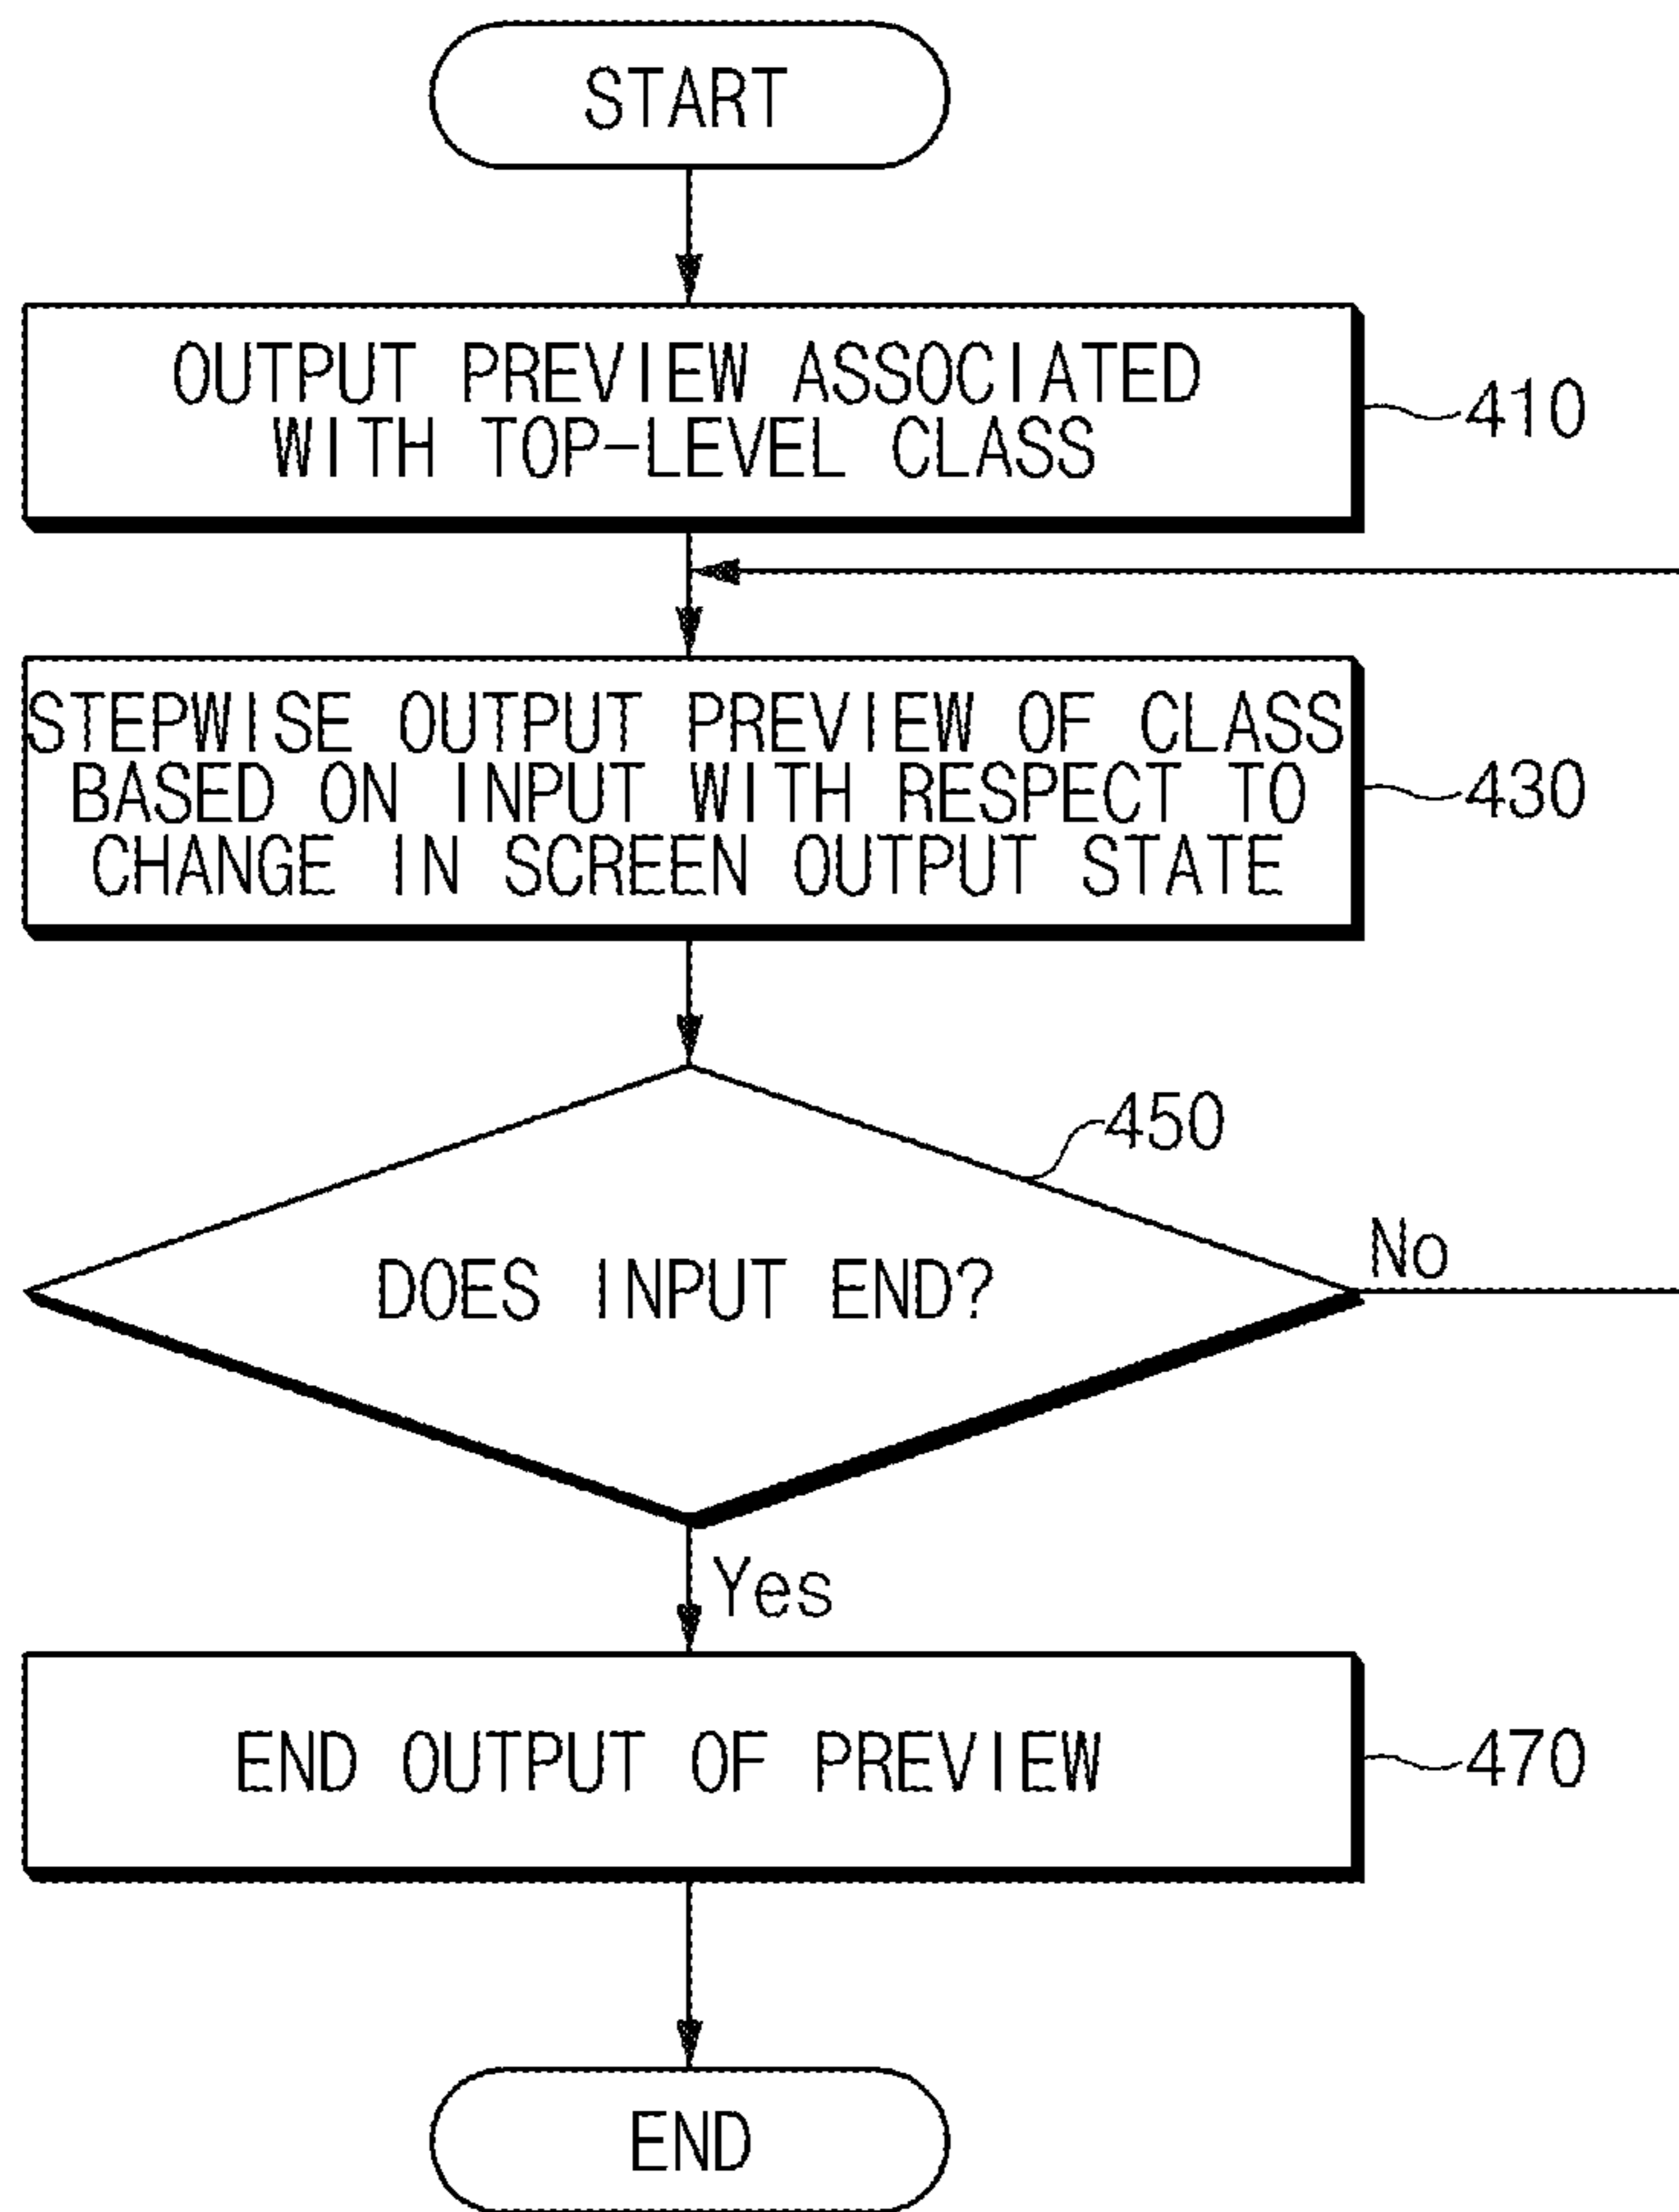 START
OUTPUT PREVIEW ASSOCIATED
WITH TOP-LEVEL CLASS
410
STEPWISE OUTPUT PREVIEW OF CLASS
BASED ON INPUT WITH RESPECT TO
CHANGE IN SCREEN OUTPUT STATE
430
450
DOES INPUT END?
No
Yes
END OUTPUT OF PREVIEW
470
END